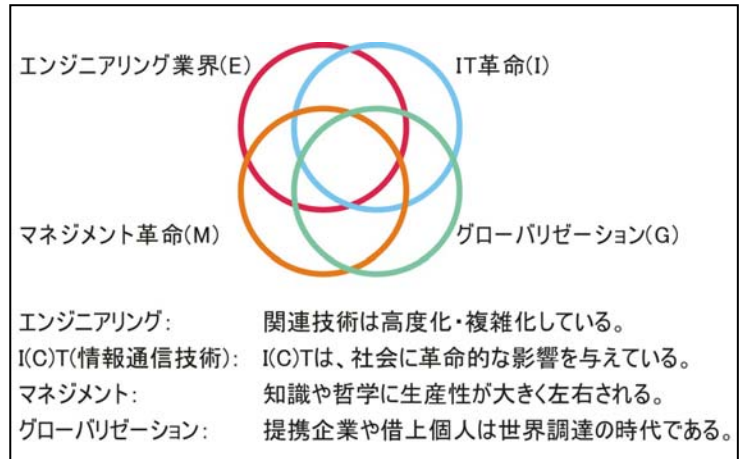 エンジニアリング業界(E)
IT革命(I)
マネジメント革命(M)
グローバリゼーション(G)
エンジニアリング: 関連技術は高度化・複雑化している。
I(C)T(情報通信技術): I(C)Tは、社会に革命的な影響を与えている。
マネジメント: 知識や哲学に生産性が大きく左右される。
グローバリゼーション: 提携企業や借上個人は世界調達の時代である。